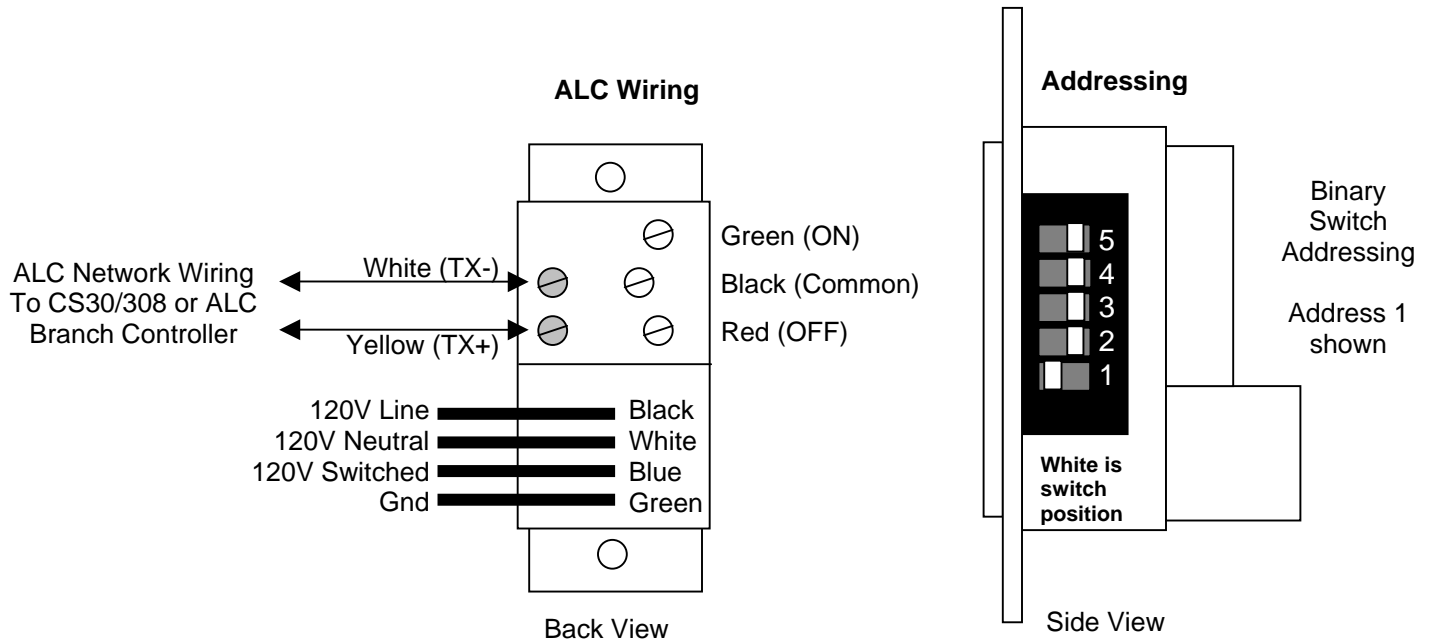 ALC Wiring
ALC Network Wiring
To CS30/308 or ALC
Branch Controller
White (TX-)
Yellow (TX+)
Green (ON)
Black (Common)
Red (OFF)
120V Line
Black
120V Neutral
White
120V Switched
Blue
Gnd
Green
Back View
Addressing
5
4
3
2
1
White is
switch
position
Binary
Switch
Addressing
Address 1
shown
Side View